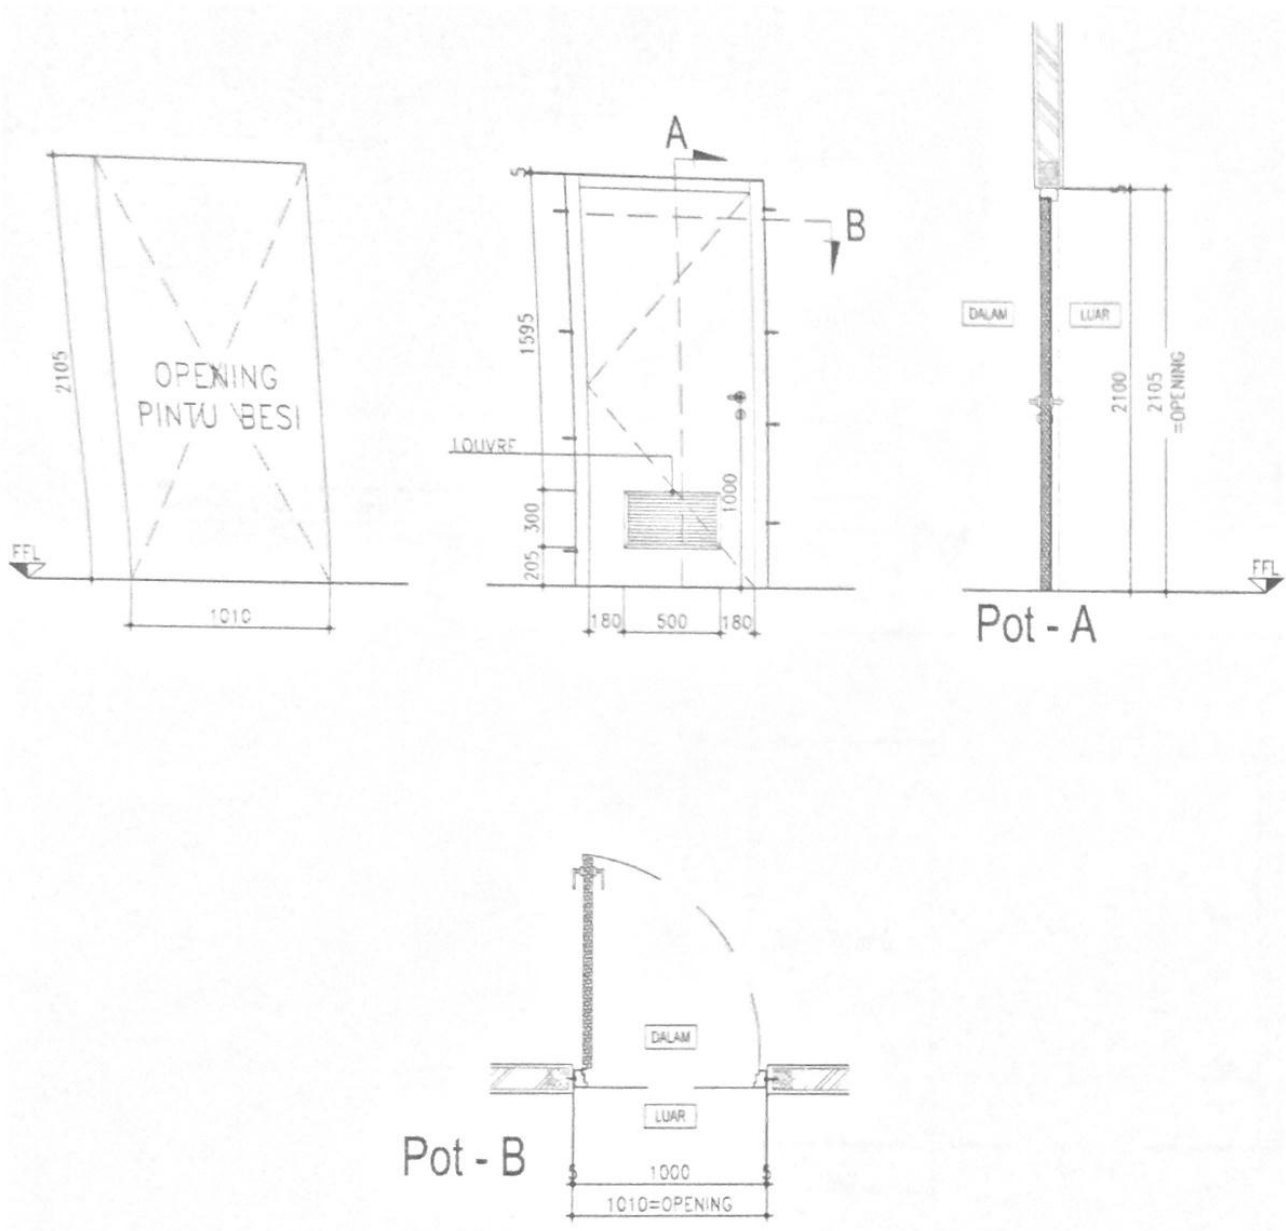 2105
OPENING
PINTU BESI
FFL
1010
A
B
5
1595
LOUVRE
300
205
1000
180 500 180
DALAM
LUAR
5
2100
2105
=OPENING
FFL
Pot - A
DALAM
LUAR
Pot - B
5 1000 5
1010=OPENING